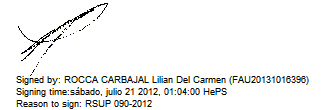 Signed by: ROCCA CARBAJAL Lilian Del Carmen (FAU20131016396)
Signing time:sábado, julio 21 2012, 01:04:00 HePS
Reason to sign: RSUP 090-2012